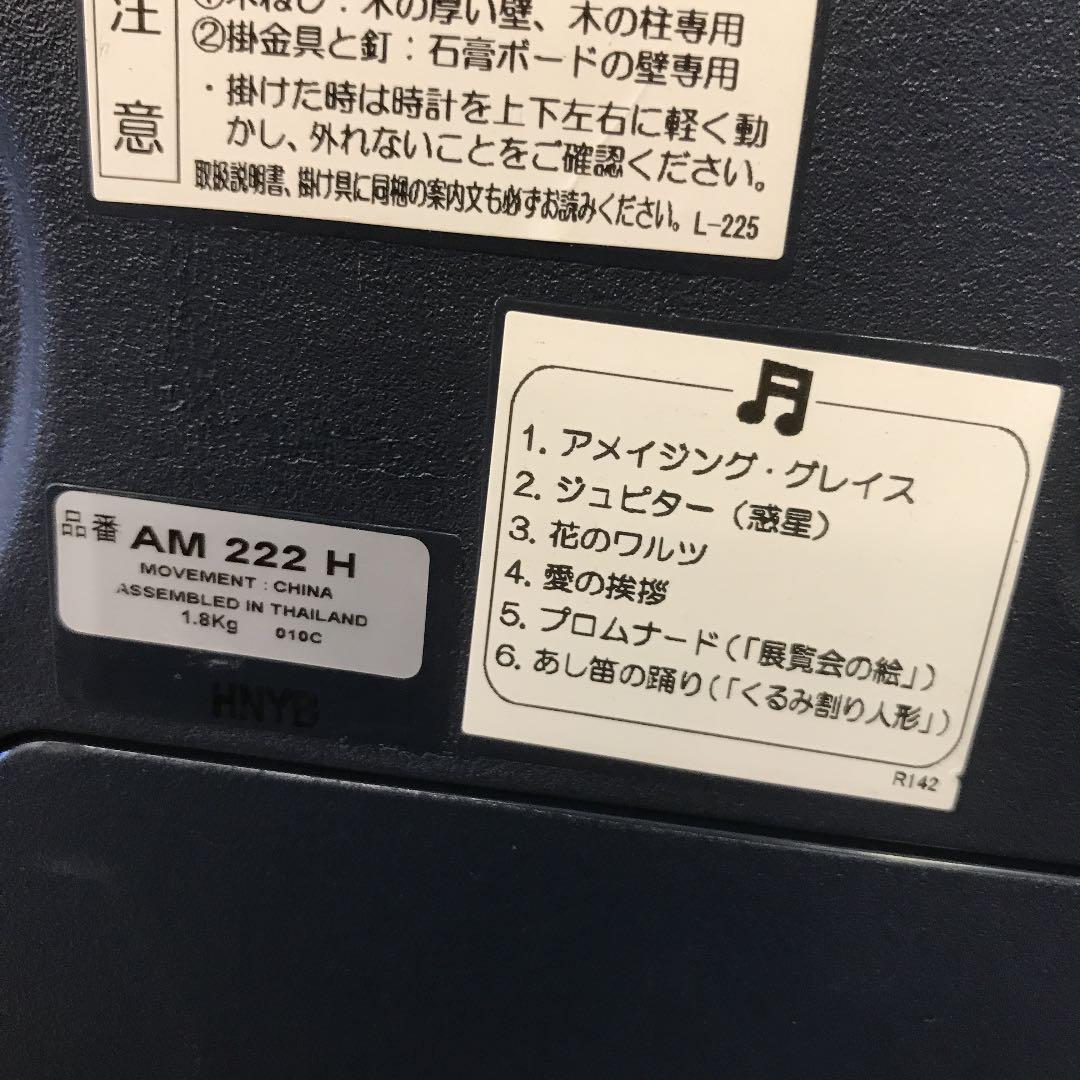 注意
①木ねじ：木の厚い壁、木の柱専用
②掛金具と釘：石膏ボードの壁専用
・掛けた時は時計を上下左右に軽く動
かし、外れないことをご確認ください。
取扱説明書、掛け具に同梱の案内文も必ずお読みください。L-225
1. アメイジング・グレイス
2. ジュピター（惑星）
3. 花のワルツ
4. 愛の挨拶
5. プロムナード（「展覧会の絵」）
6. あし笛の踊り（「くるみ割り人形」）
R142
品番 AM 222 H
MOVEMENT : CHINA
ASSEMBLED IN THAILAND
1.8Kg 010C
HNYB